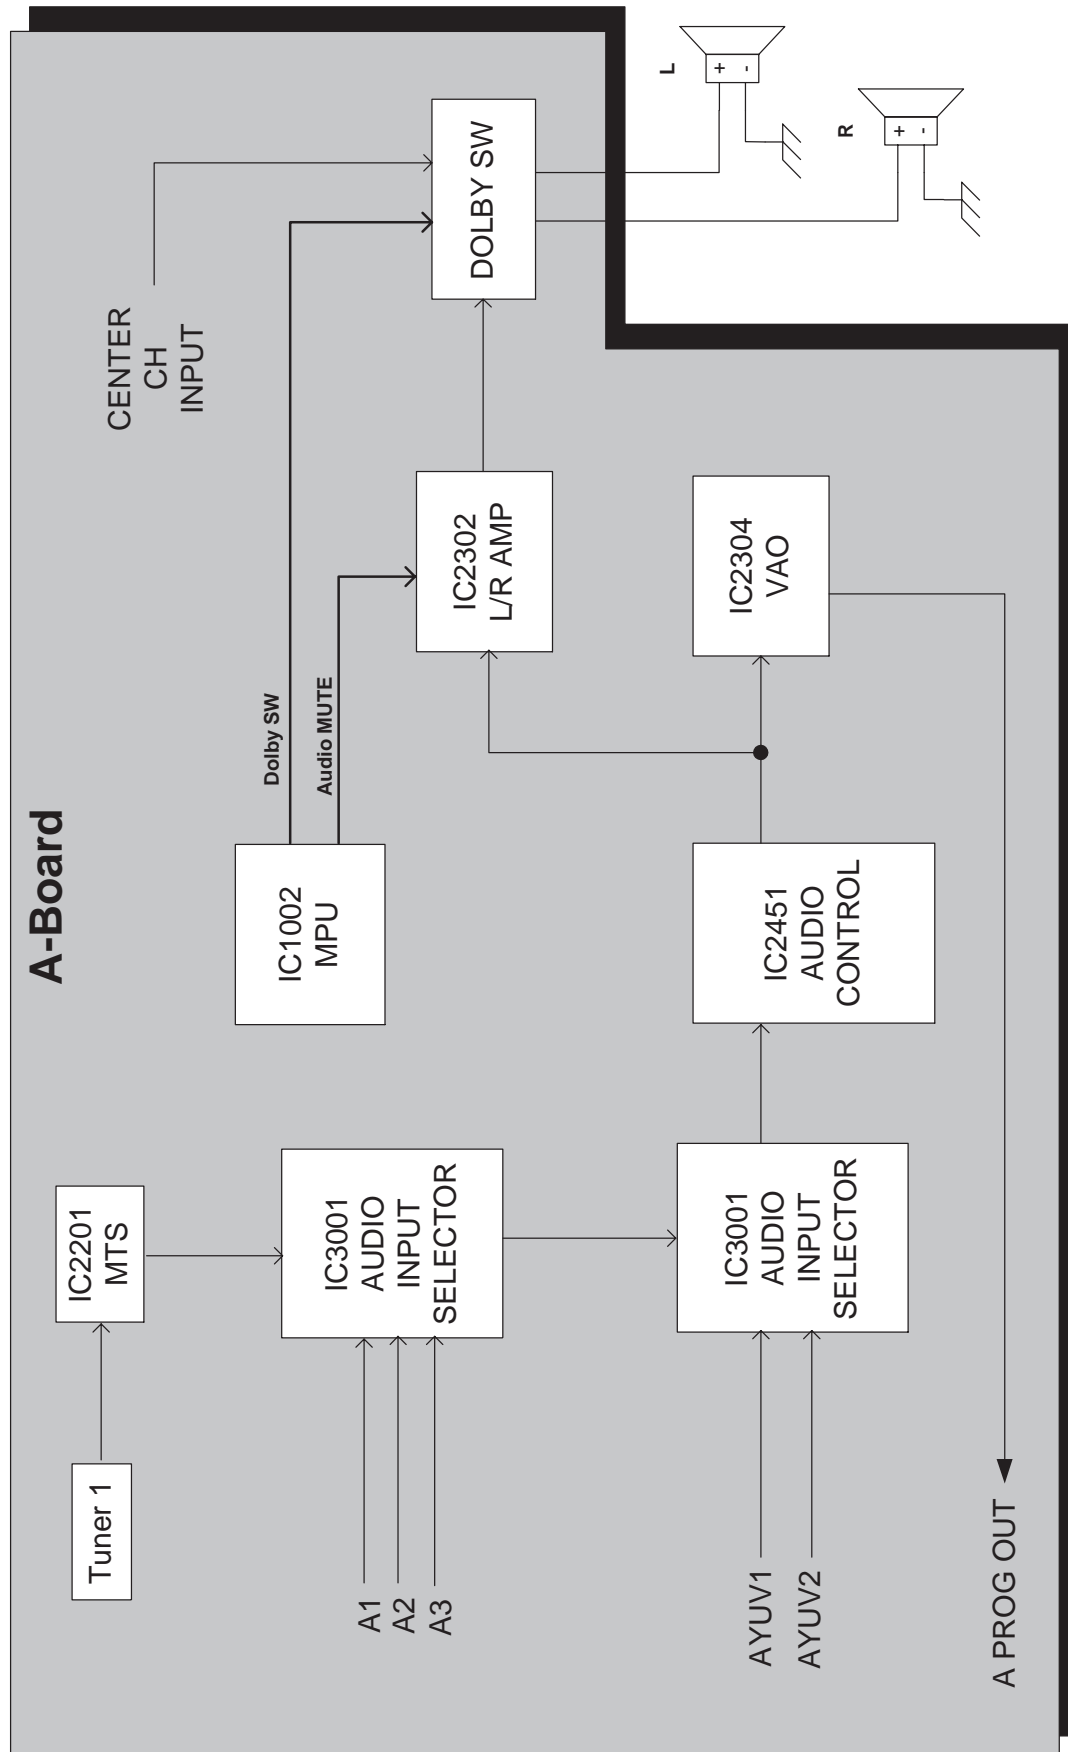 A-Board
Tuner 1
IC2201
MTS
A1
A2
A3
IC3001
AUDIO
INPUT
SELECTOR
AYUV1
AYUV2
IC3001
AUDIO
INPUT
SELECTOR
IC1002
MPU
Dolby SW
Audio MUTE
IC2451
AUDIO
CONTROL
IC2302
L/R AMP
IC2304
VAO
CENTER
CH
INPUT
DOLBY SW
L
+ -
R
+ -
A PROG OUT